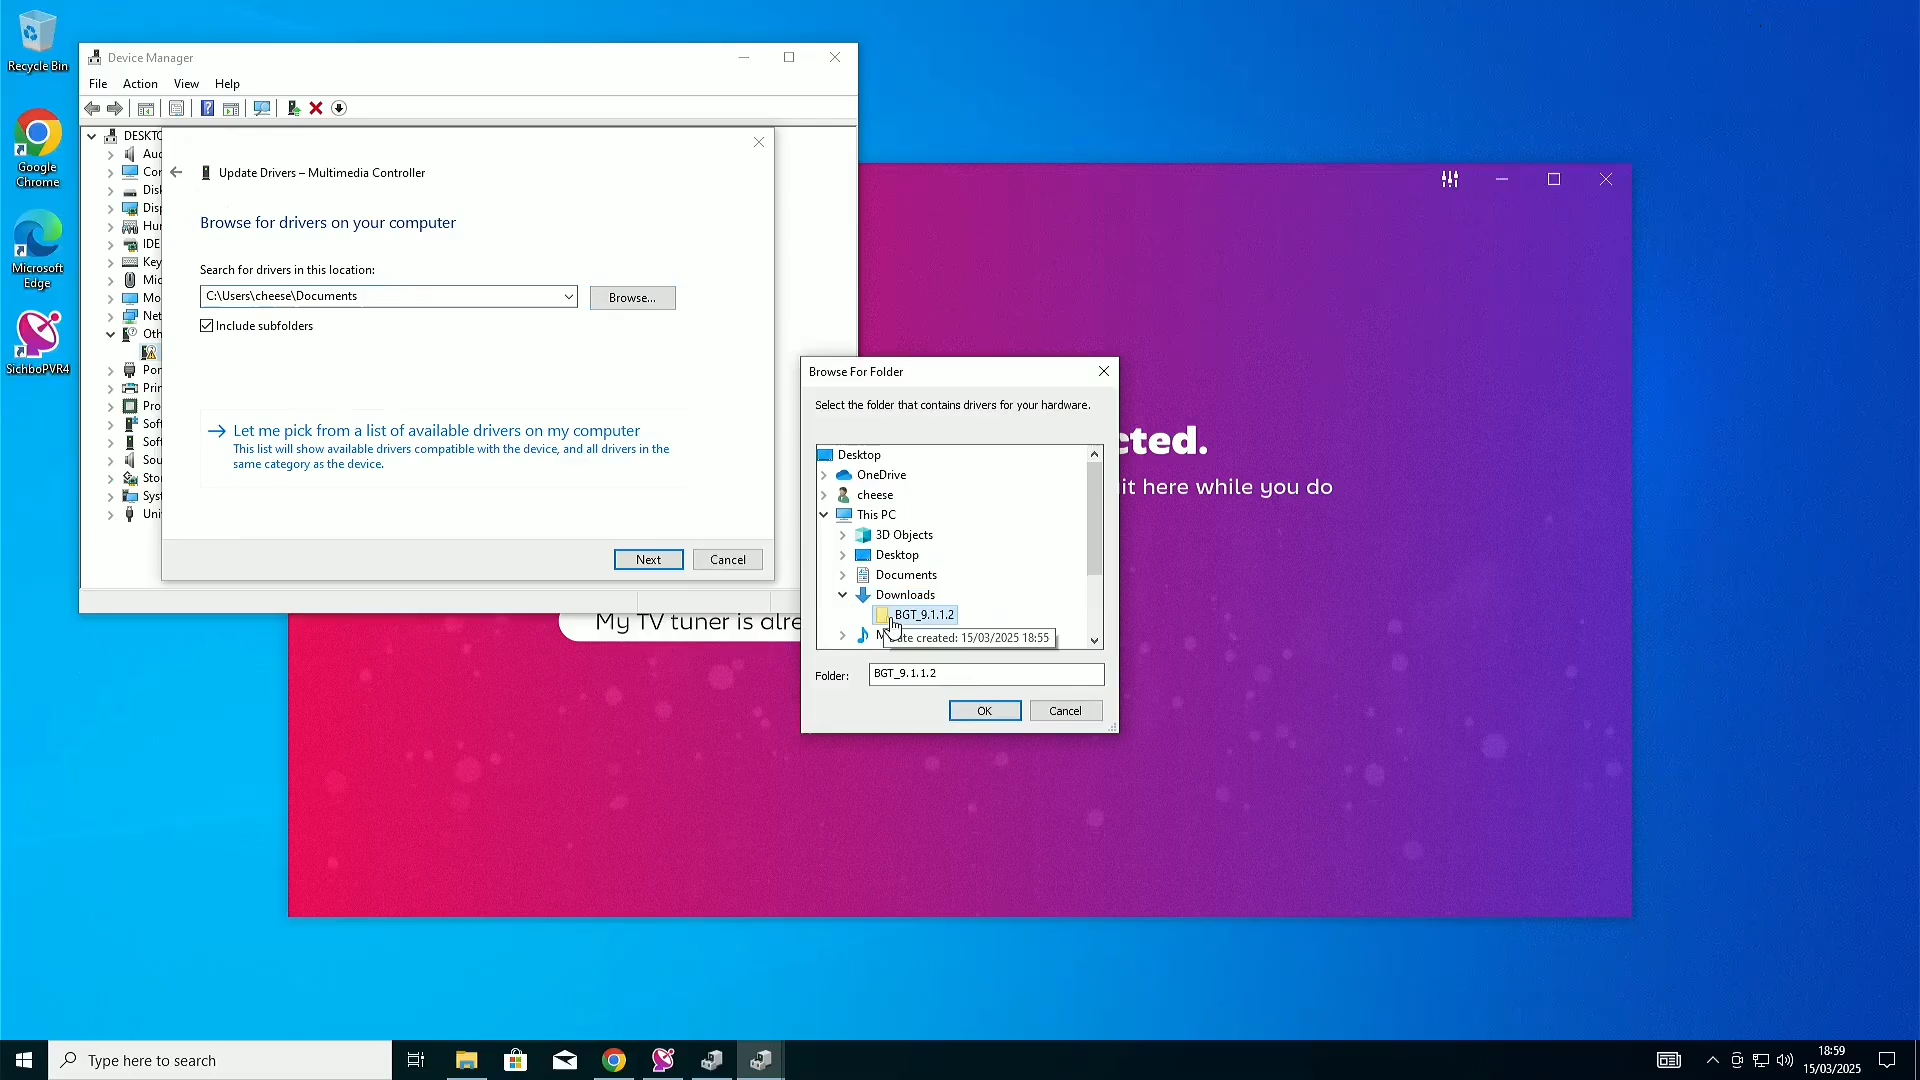 Recycle Bin
Google
Chrome
Microsoft
Edge
SichboPVR4
Device Manager
File Action View Help
DESKTO
Auc
Cor
Disk
Disp
Hur
IDE
Key
Mic
Mo
Net
Oth
Por
Prin
Pro
Soft
Soft
Sou
Sto
Syst
Uni
Update Drivers – Multimedia Controller
Browse for drivers on your computer
Search for drivers in this location:
C:\Users\cheese\Documents
Browse...
Include subfolders
Let me pick from a list of available drivers on my computer
This list will show available drivers compatible with the device, and all drivers in the
same category as the device.
Next
Cancel
cted.
it here while you do
My TV tuner is alre
Browse For Folder
Select the folder that contains drivers for your hardware.
Desktop
OneDrive
cheese
This PC
3D Objects
Desktop
Documents
Downloads
BGT_9.1.1.2
M
ate created: 15/03/2025 18:55
Folder:
BGT_9.1.1.2
OK
Cancel
Type here to search
18:59
15/03/2025